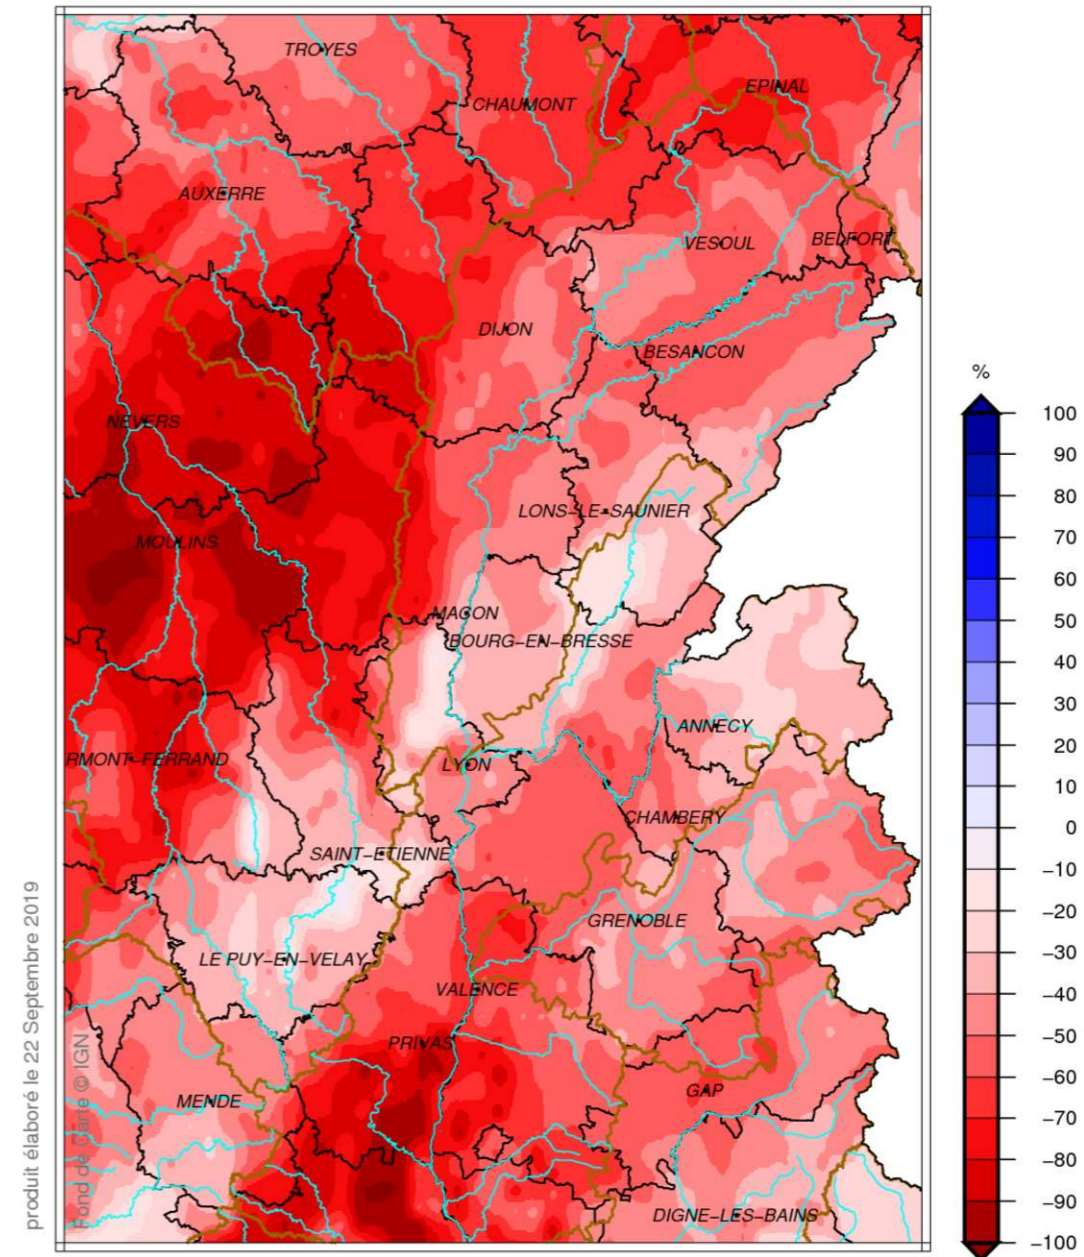 TROYES
CHAUMONT
EPINAL
AUXERRE
VESOUL
BELFORT
DIJON
BESANCON
NEVERS
LONS-LE-SAUNIER
MOULINS
MACON
BOURG-EN-BRESSE
ANNECY
RMONT-FERRAND
LYON
CHAMBERY
SAINT-ETIENNE
GRENOBLE
LE PUY-EN-VELAY
VALENCE
PRIVAS
GAP
MENDE
DIGNE-LES-BAINS
%
100
90
80
70
60
50
40
30
20
10
0
-10
-20
-30
-40
-50
-60
-70
-80
-90
-100
produit élaboré le 22 Septembre 2019
Fond de Carte © IGN